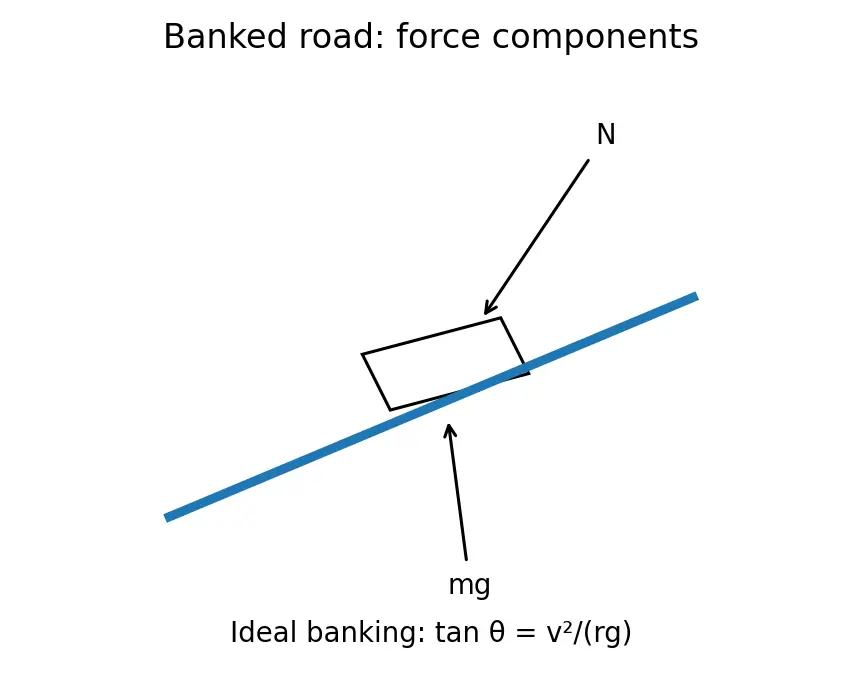 Banked road: force components
N
mg
Ideal banking: tan θ = v²/(rg)